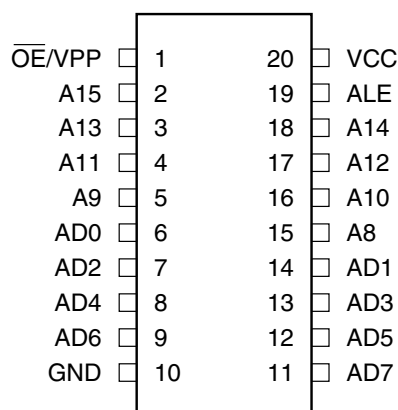 O̅E̅/VPP 1 20 VCC
A15 2 19 ALE
A13 3 18 A14
A11 4 17 A12
A9 5 16 A10
AD0 6 15 A8
AD2 7 14 AD1
AD4 8 13 AD3
AD6 9 12 AD5
GND 10 11 AD7